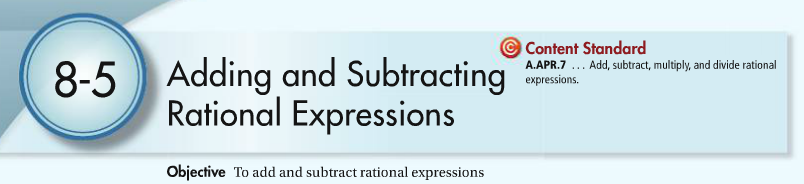 8-5
Adding and Subtracting
Rational Expressions
© Content Standard
A.APR.7 ... Add, subtract, multiply, and divide rational
expressions.
Objective To add and subtract rational expressions